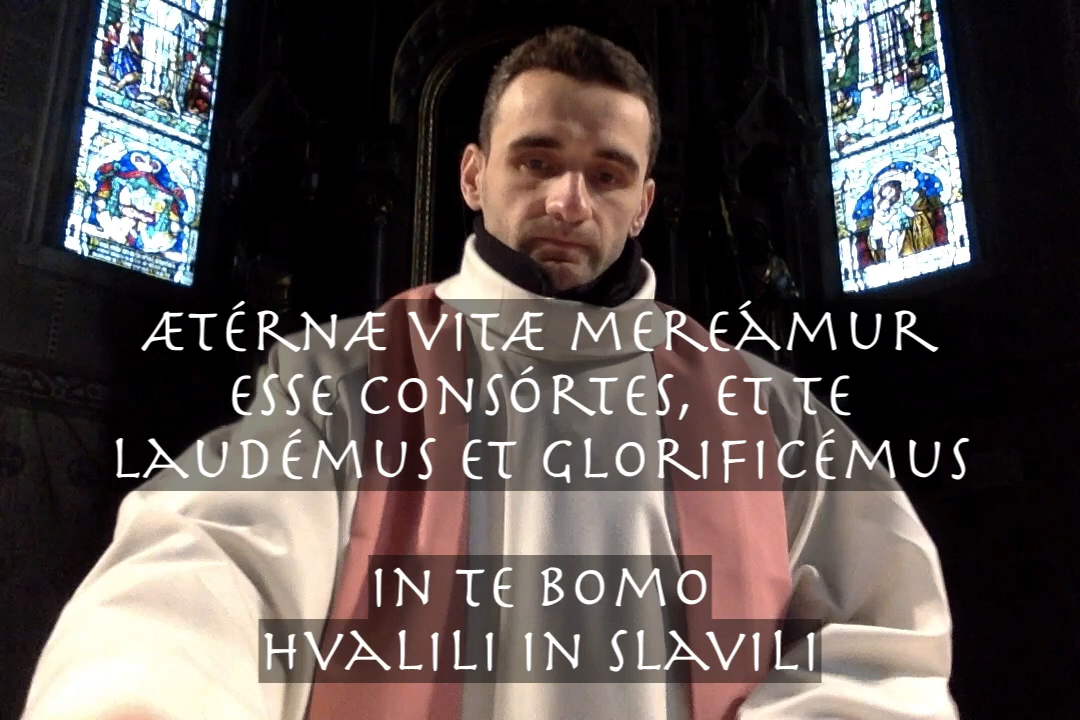 ÆTÉRNÆ VITÆ MEREÁMUR
ESSE CONSÓRTES, ET TE
LAUDÉMUS ET GLORIFICÉMUS
IN TE BOMO
HVALILI IN SLAVILI